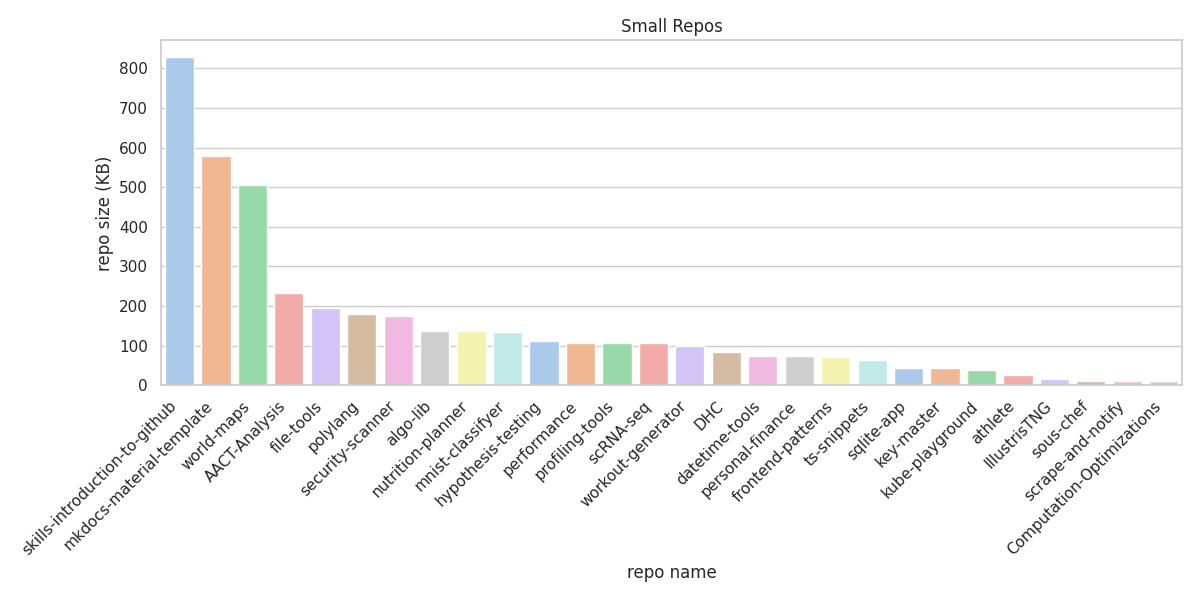 Small Repos
repo size (KB)
800
700
600
500
400
300
200
100
0
skills-introduction-to-github
mkdocs-material-template
world-maps
AACT-Analysis
file-tools
polylang
security-scanner
algo-lib
nutrition-planner
mnist-classifyer
hypothesis-testing
performance
profiling-tools
scRNA-seq
workout-generator
DHC
datetime-tools
personal-finance
frontend-patterns
ts-snippets
sqlite-app
key-master
kube-playground
athlete
IllustrisTNG
sous-chef
scrape-and-notify
Computation-Optimizations
repo name